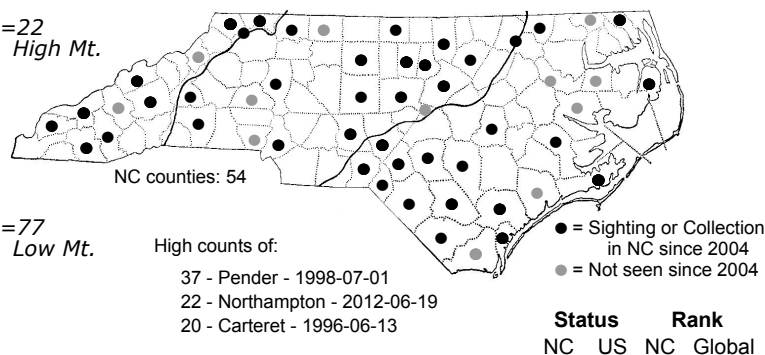 =22
High Mt.
NC counties: 54
=77
Low Mt.
High counts of:
37 - Pender - 1998-07-01
22 - Northampton - 2012-06-19
20 - Carteret - 1996-06-13
● = Sighting or Collection
in NC since 2004
● = Not seen since 2004
Status Rank
NC US NC Global